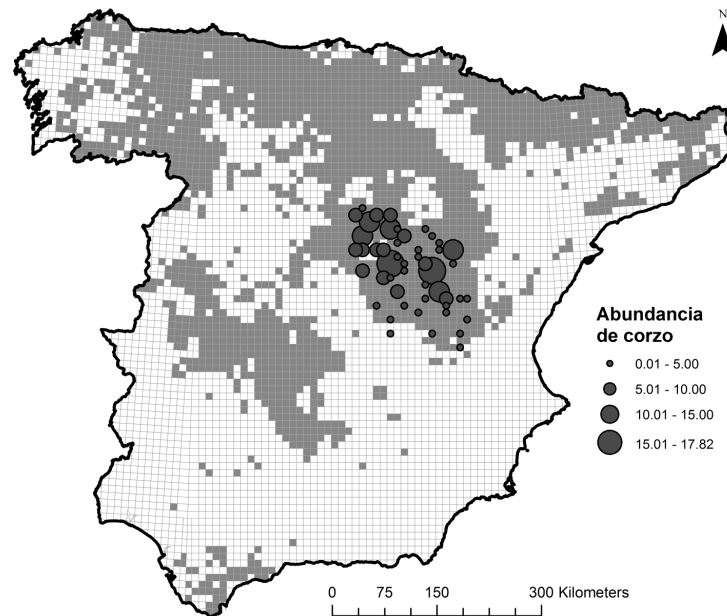 N
Abundancia
de corzo
0.01 - 5.00
5.01 - 10.00
10.01 - 15.00
15.01 - 17.82
0 75 150 300 Kilometers